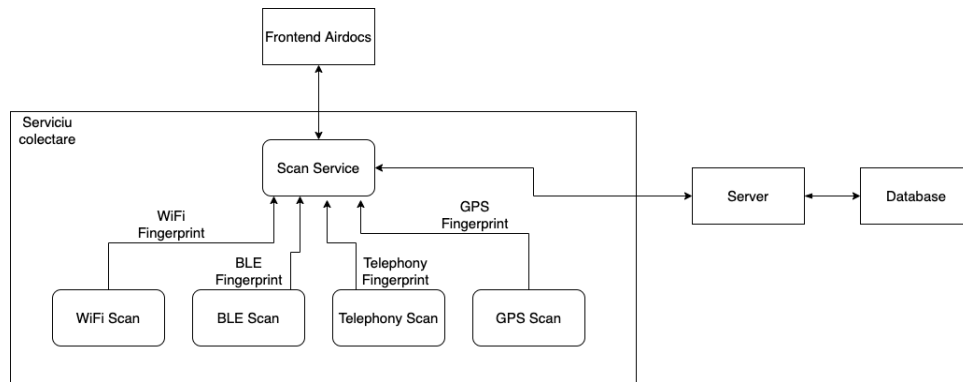 Frontend Airdocs
Serviciu
colectare
Scan Service
Server
Database
WiFi
Fingerprint
GPS
Fingerprint
BLE
Fingerprint
Telephony
Fingerprint
WiFi Scan
BLE Scan
Telephony Scan
GPS Scan